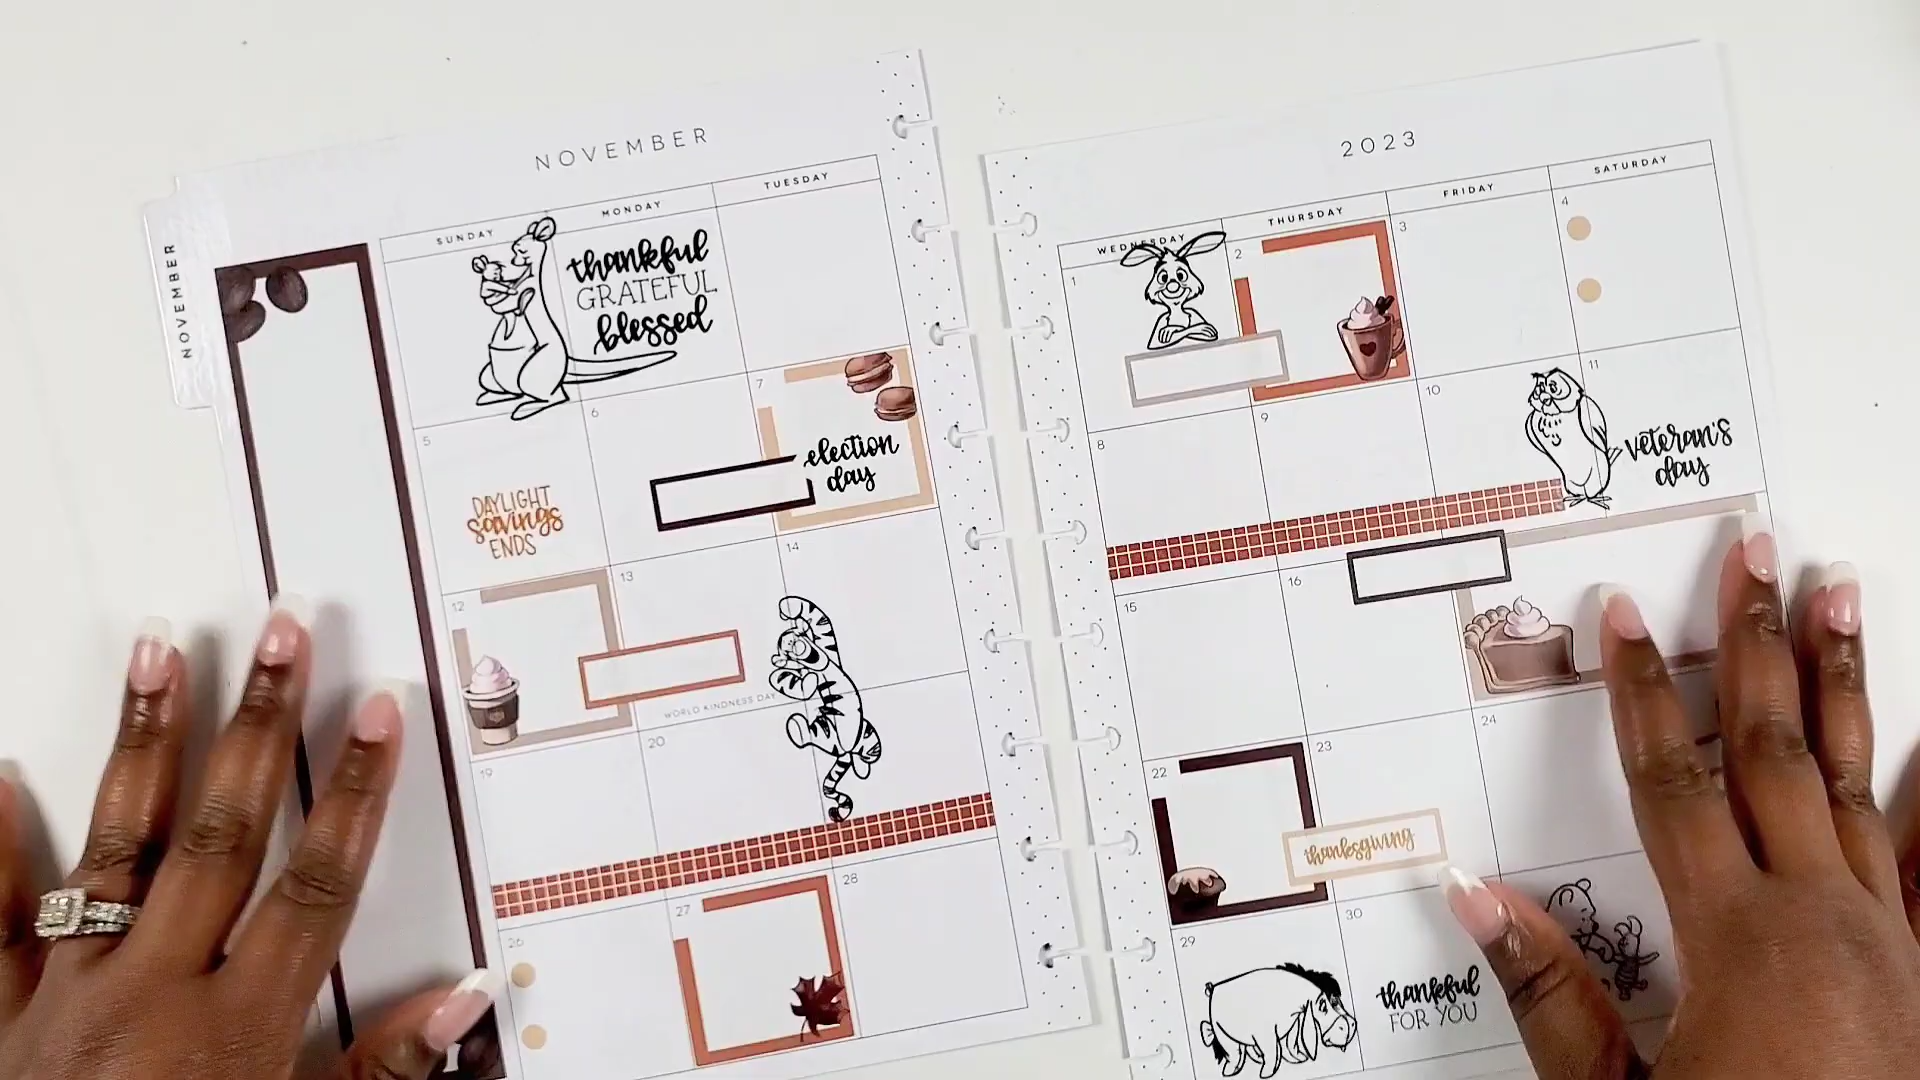 NOVEMBER
NOVEMBER
SUNDAY
MONDAY
TUESDAY
thankful
GRATEFUL
blessed
5
6
7
election
day
DAYLIGHT
savings
ENDS
12
13
14
WORLD KINDNESS DAY
19
20
26
27
28
2023
WEDNESDAY
THURSDAY
FRIDAY
SATURDAY
1
2
3
4
8
9
10
11
veteran's
day
15
16
22
23
24
thanksgiving
29
30
thankful
FOR YOU